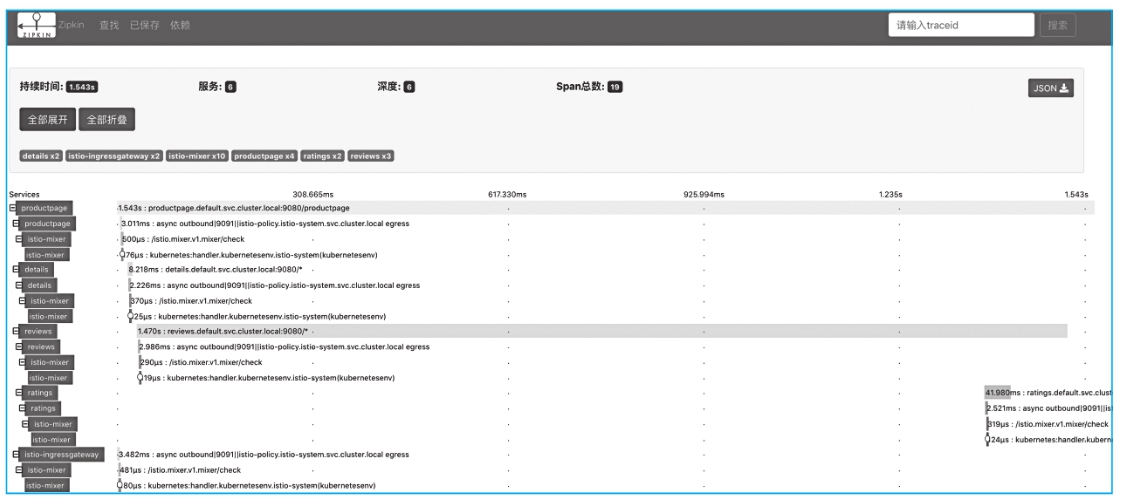 ZIPKIN Zipkin 查找 已保存 依赖 请输入traceid 搜索
持续时间: 1.543s 服务: 6 深度: 6 Span总数: 19 JSON
全部展开 全部折叠
details x2 istio-ingressgateway x2 istio-mixer x10 productpage x4 ratings x2 reviews x3
Services 308.665ms 617.330ms 925.994ms 1.235s 1.543s
productpage 1.543s : productpage.default.svc.cluster.local:9080/productpage
productpage 3.011ms : async outbound|9091||istio-policy.istio-system.svc.cluster.local egress
istio-mixer 500μs : /istio.mixer.v1.mixer/check
istio-mixer 76μs : kubernetes:handler.kubernetesenv.istio-system(kubernetesenv)
details 8.218ms : details.default.svc.cluster.local:9080/*
details 2.226ms : async outbound|9091||istio-policy.istio-system.svc.cluster.local egress
istio-mixer 370μs : /istio.mixer.v1.mixer/check
istio-mixer 25μs : kubernetes:handler.kubernetesenv.istio-system(kubernetesenv)
reviews 1.470s : reviews.default.svc.cluster.local:9080/*
reviews 2.986ms : async outbound|9091||istio-policy.istio-system.svc.cluster.local egress
istio-mixer 290μs : /istio.mixer.v1.mixer/check
istio-mixer 19μs : kubernetes:handler.kubernetesenv.istio-system(kubernetesenv)
ratings 41.980ms : ratings.default.svc.clust
ratings 2.521ms : async outbound|9091||is
istio-mixer 319μs : /istio.mixer.v1.mixer/check
istio-mixer 24μs : kubernetes:handler.kubern
istio-ingressgateway 3.482ms : async outbound|9091||istio-policy.istio-system.svc.cluster.local egress
istio-mixer 481μs : /istio.mixer.v1.mixer/check
istio-mixer 80μs : kubernetes:handler.kubernetesenv.istio-system(kubernetesenv)